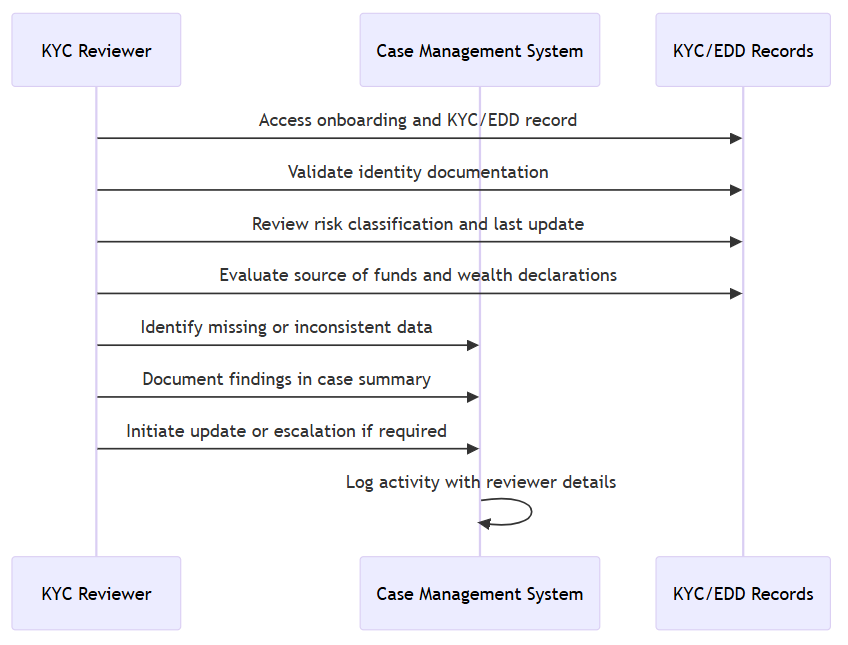 KYC Reviewer
Case Management System
KYC/EDD Records
Access onboarding and KYC/EDD record
Validate identity documentation
Review risk classification and last update
Evaluate source of funds and wealth declarations
Identify missing or inconsistent data
Document findings in case summary
Initiate update or escalation if required
Log activity with reviewer details
KYC Reviewer
Case Management System
KYC/EDD Records